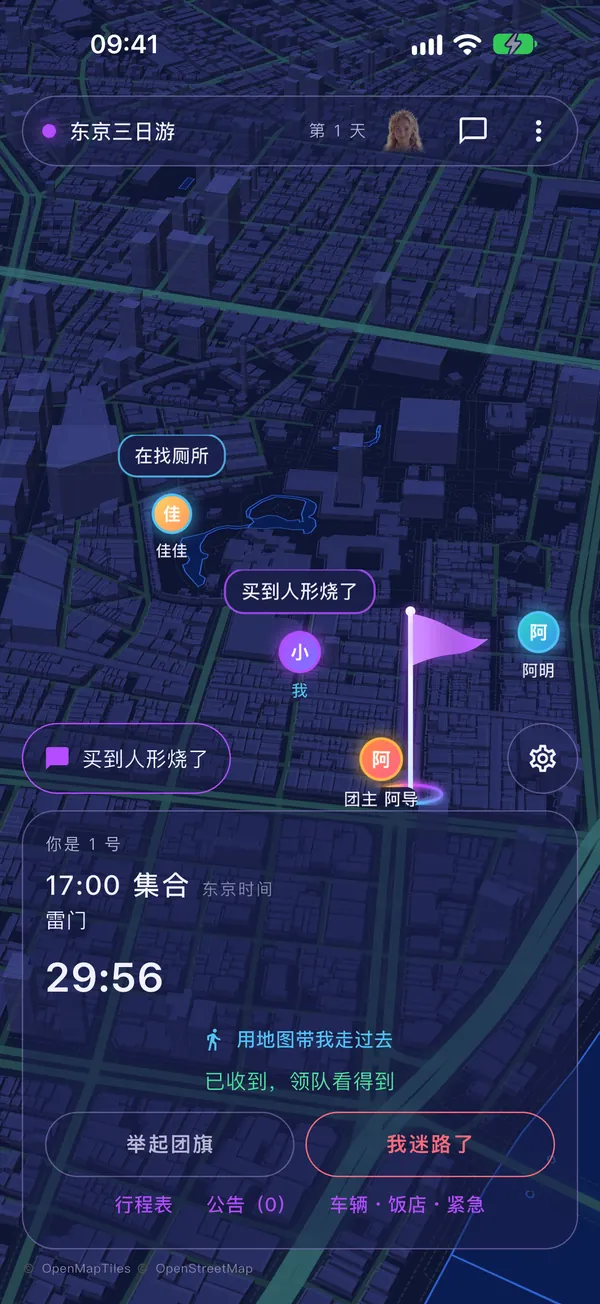 09:41
东京三日游
第 1 天
在找厕所
佳
佳佳
买到人形烧了
小
我
阿
阿明
买到人形烧了
阿
团主 阿导
你是 1 号
17:00 集合 东京时间
雷门
29:56
用地图带我走过去
已收到，领队看得到
举起团旗
我迷路了
行程表 公告（0） 车辆·饭店·紧急
© OpenMapTiles © OpenStreetMap